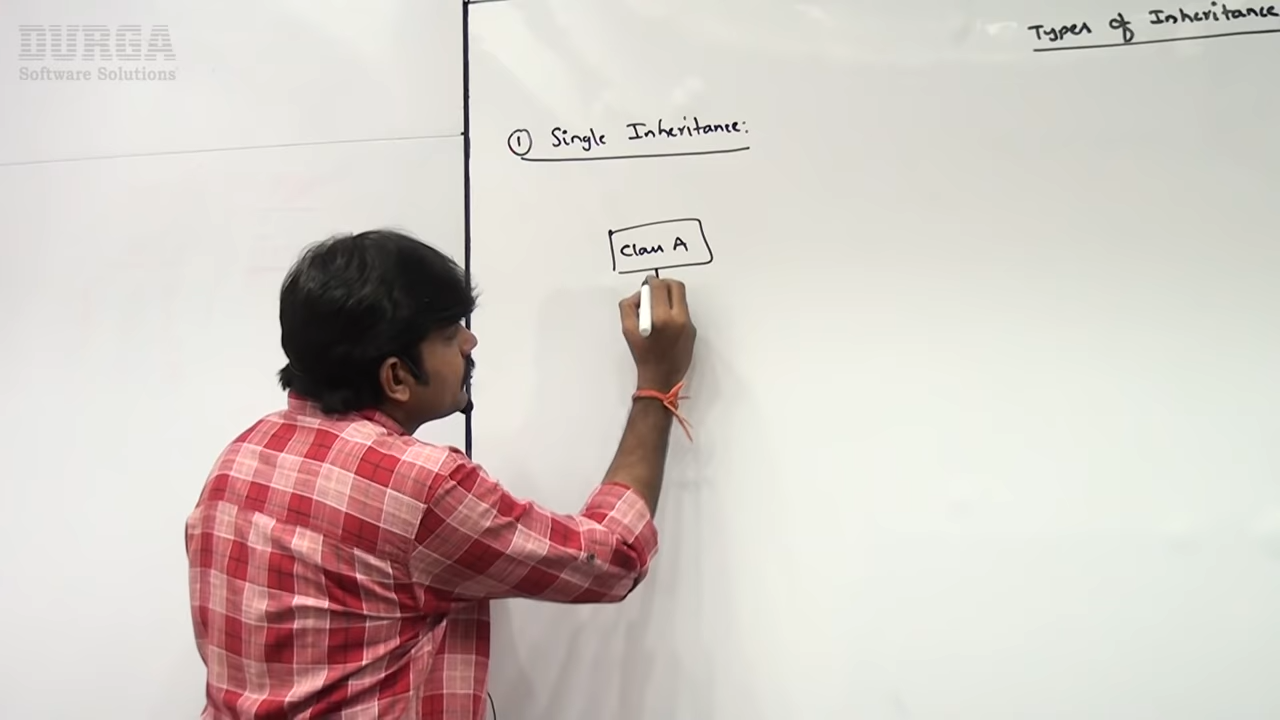 DURGA
Software Solutions
Types of Inheritance
① Single Inheritance:
Class A